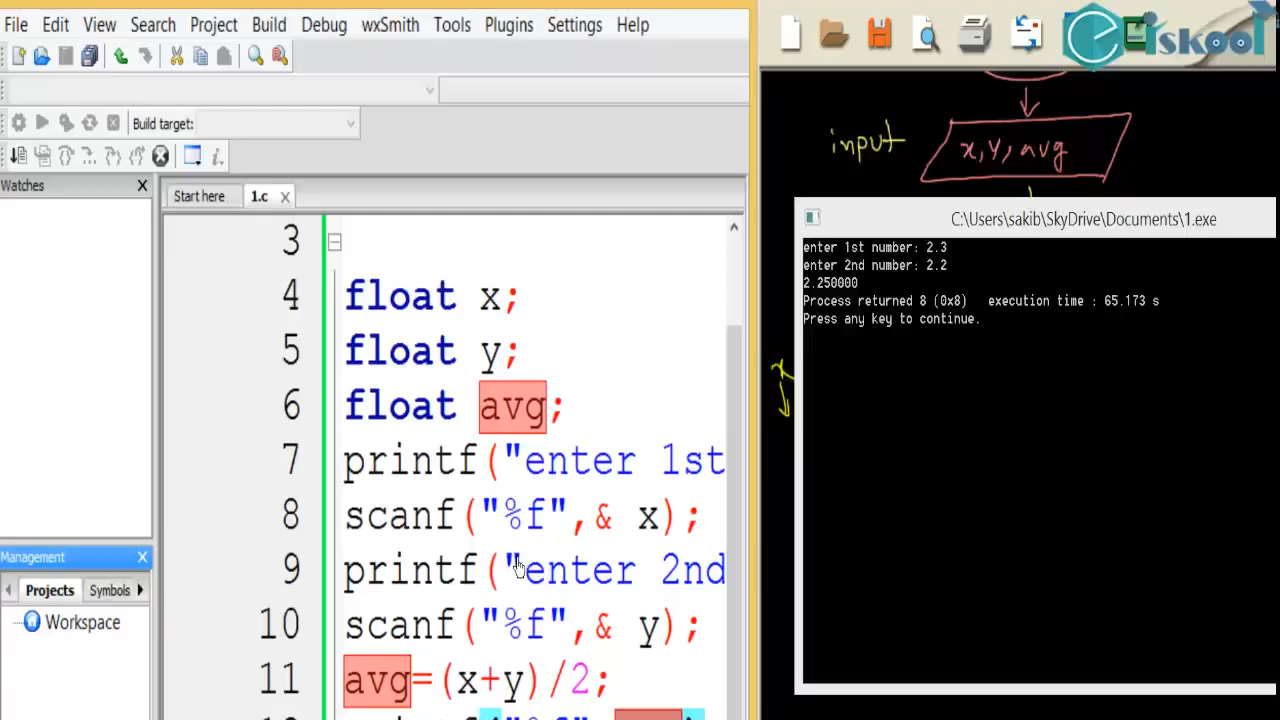 File Edit View Search Project Build Debug wxSmith Tools Plugins Settings Help
Build target:
Watches
Start here 1.c
3
4 float x;
5 float y;
6 float avg;
7 printf("enter 1st
8 scanf("%f",& x);
9 printf("enter 2nd
10 scanf("%f",& y);
11 avg=(x+y)/2;
Management
Projects Symbols
Workspace
iskool
input x, y, avg
C:\Users\sakib\SkyDrive\Documents\1.exe
enter 1st number: 2.3
enter 2nd number: 2.2
2.250000
Process returned 8 (0x8) execution time : 65.173 s
Press any key to continue.